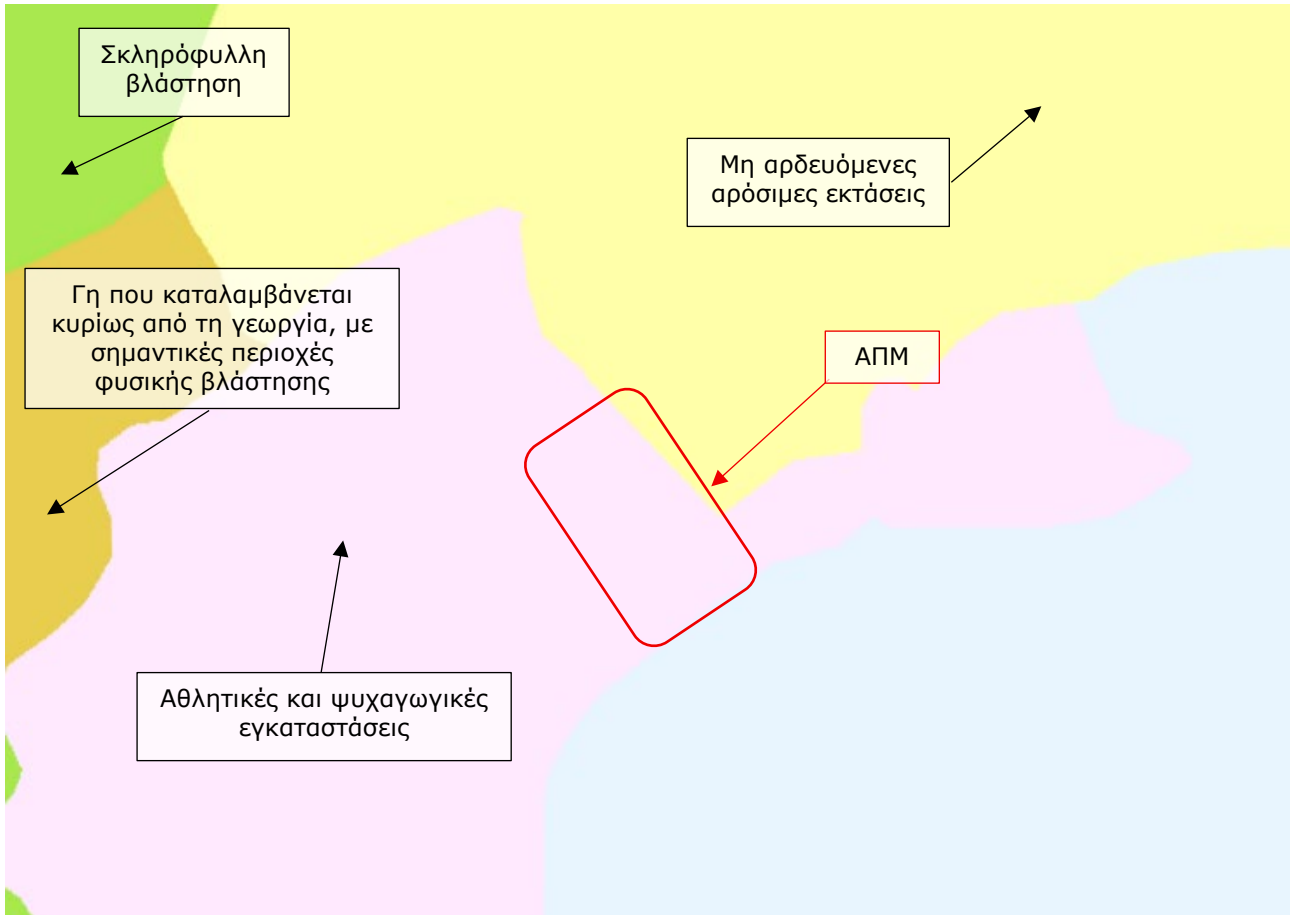 Σκληρόφυλλη
βλάστηση
Μη αρδευόμενες
αρόσιμες εκτάσεις
Γη που καταλαμβάνεται
κυρίως από τη γεωργία, με
σημαντικές περιοχές
φυσικής βλάστησης
ΑΠΜ
Αθλητικές και ψυχαγωγικές
εγκαταστάσεις